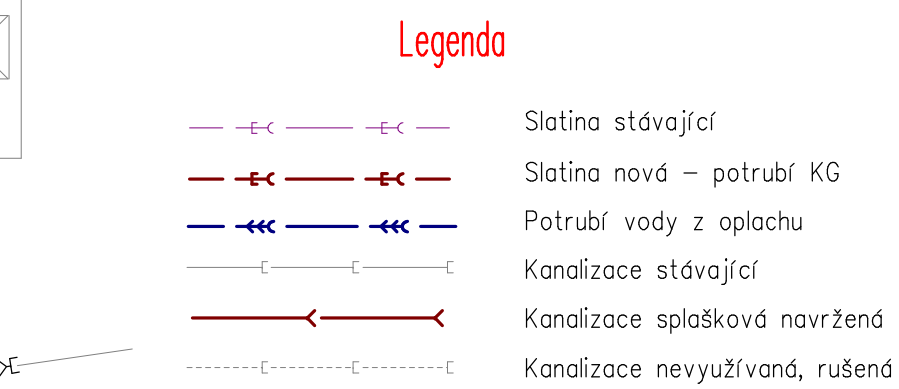 Legenda
Slatina stávající
Slatina nová – potrubí KG
Potrubí vody z oplachu
Kanalizace stávající
Kanalizace splašková navržená
Kanalizace nevyužívaná, rušená